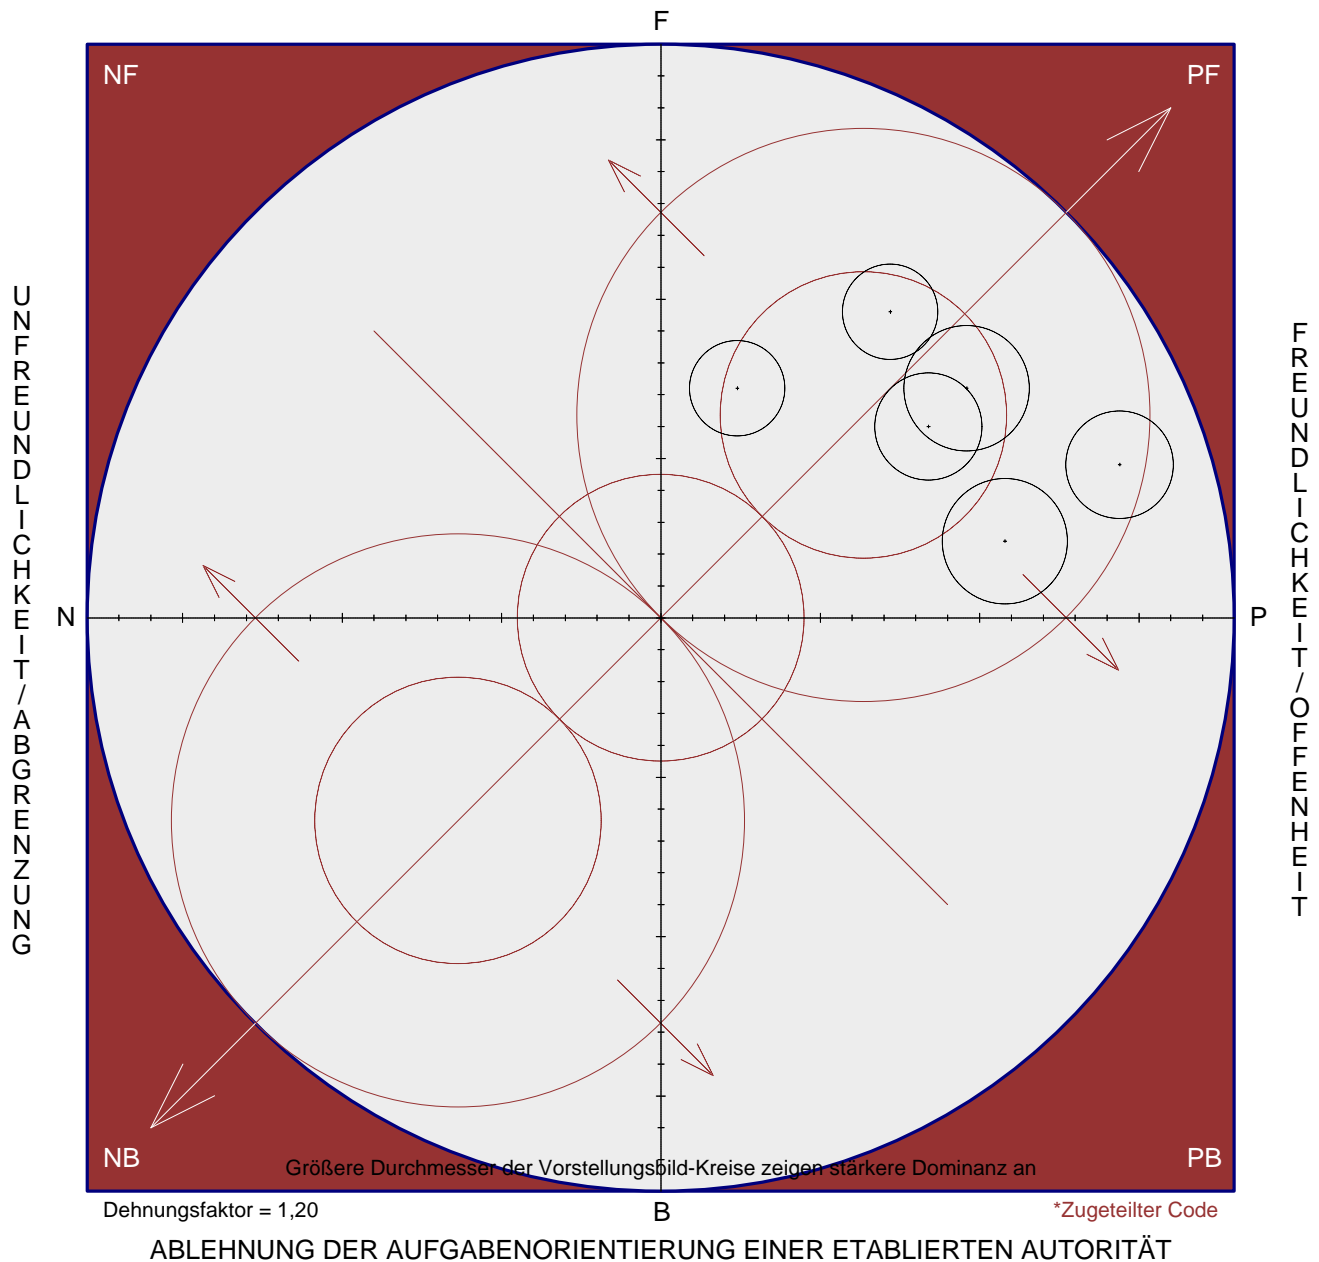 F
NF
PF
UNFREUNDLICHKEIT/ABGRENZUNG
FREUNDLICHKEIT/OFFENHEIT
N
P
NB
PB
Größere Durchmesser der Vorstellungsbild-Kreise zeigen stärkere Dominanz an
Dehnungsfaktor = 1,20
B
*Zugeteilter Code
ABLEHNUNG DER AUFGABENORIENTIERUNG EINER ETABLIERTEN AUTORITÄT